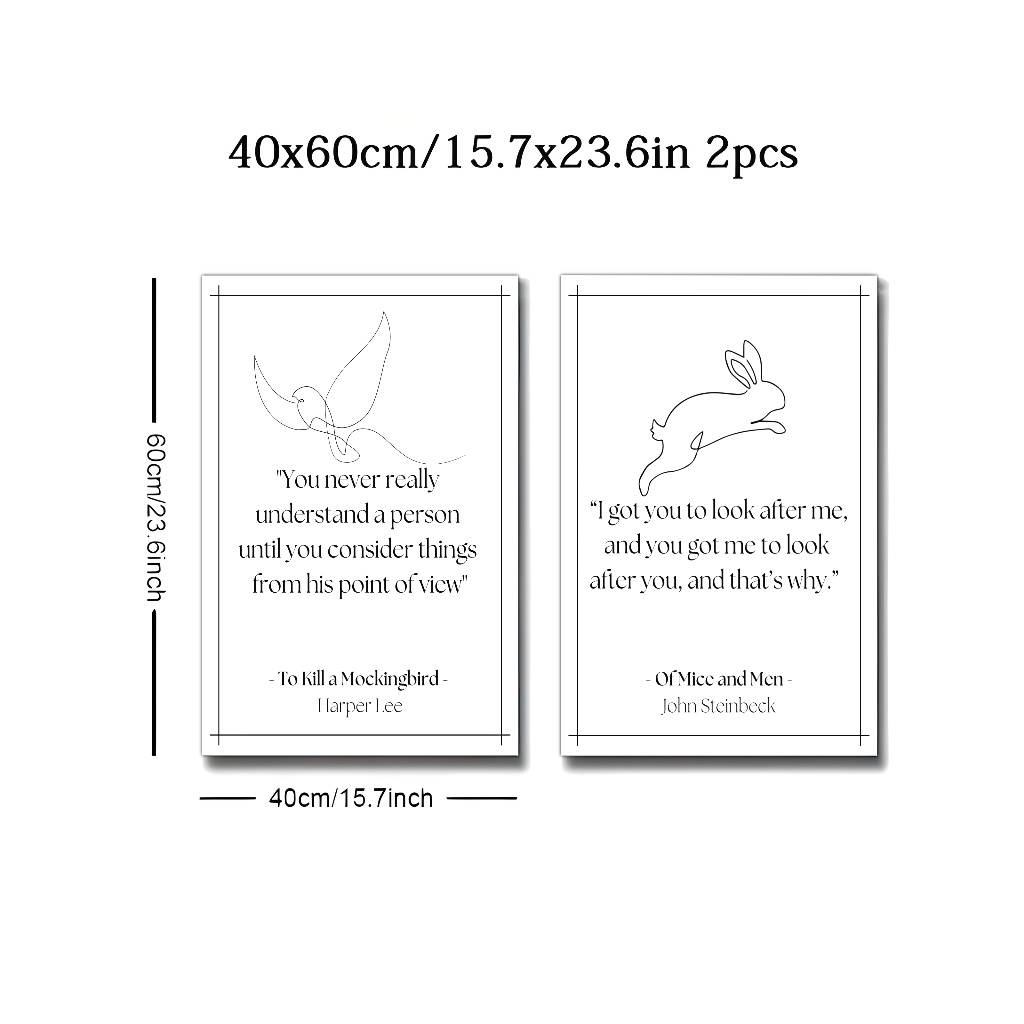 40x60cm/15.7x23.6in 2pcs
60cm/23.6inch
"You never really
understand a person
until you consider things
from his point of view"
- To Kill a Mockingbird -
Harper Lee
“I got you to look after me,
and you got me to look
after you, and that’s why.”
- Of Mice and Men -
John Steinbeck
40cm/15.7inch